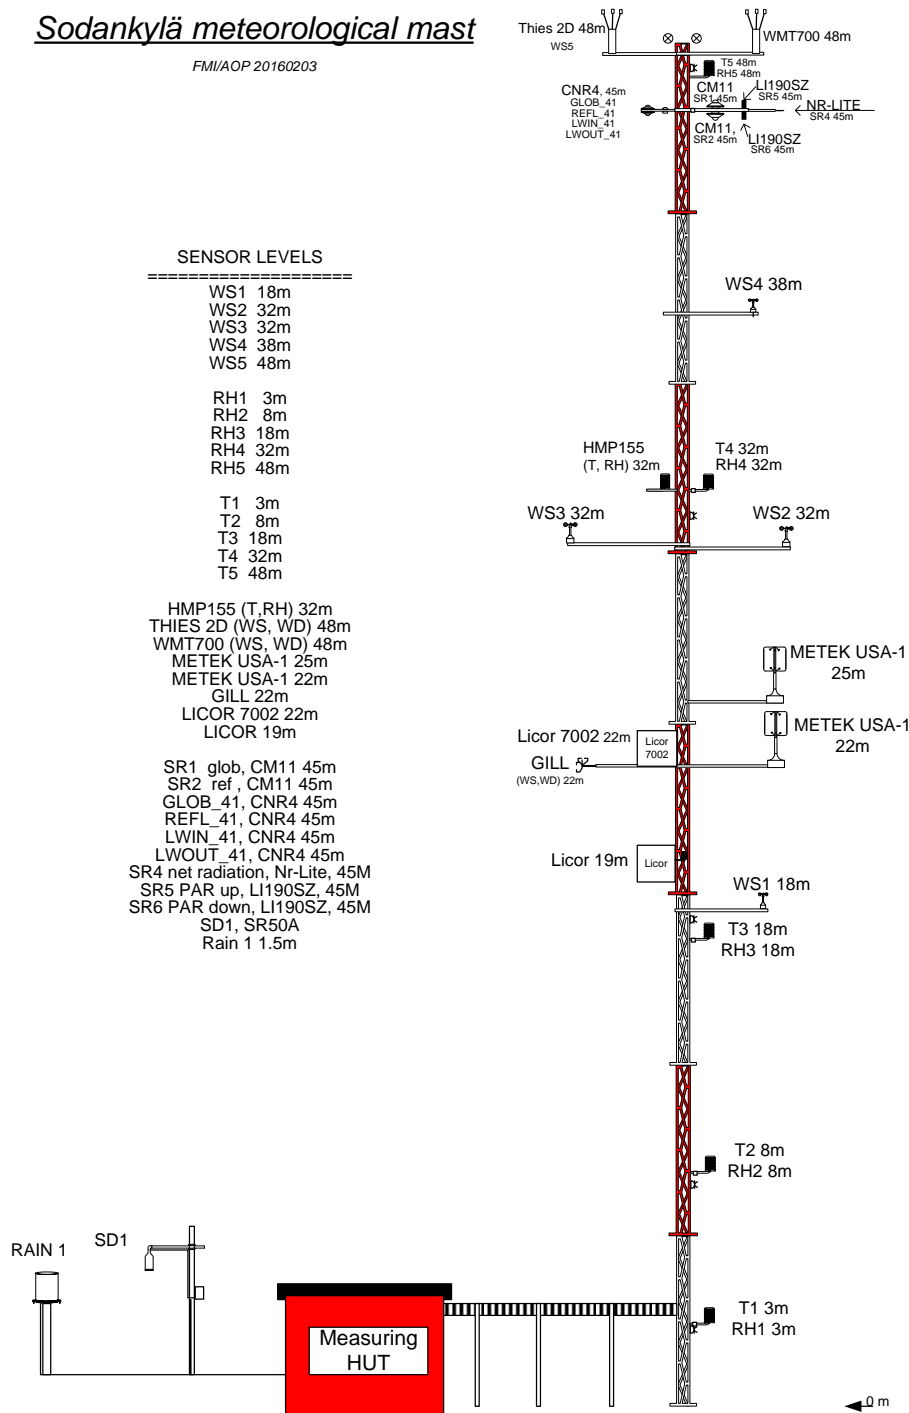 Sodankylä meteorological mast
FMI/AOP 20160203
Thies 2D 48m
WS5
WMT700 48m
T5 48m
RH5 48m
CNR4, 45m
GLOB_41
REFL_41
LWIN_41
LWOUT_41
CM11
SR1 45m
LI190SZ
SR5 45m
NR-LITE
SR4 45m
CM11,
SR2 45m
LI190SZ
SR6 45m
SENSOR LEVELS
====================
WS1 18m
WS2 32m
WS3 32m
WS4 38m
WS5 48m
RH1 3m
RH2 8m
RH3 18m
RH4 32m
RH5 48m
T1 3m
T2 8m
T3 18m
T4 32m
T5 48m
HMP155 (T,RH) 32m
THIES 2D (WS, WD) 48m
WMT700 (WS, WD) 48m
METEK USA-1 25m
METEK USA-1 22m
GILL 22m
LICOR 7002 22m
LICOR 19m
SR1 glob, CM11 45m
SR2 ref , CM11 45m
GLOB_41, CNR4 45m
REFL_41, CNR4 45m
LWIN_41, CNR4 45m
LWOUT_41, CNR4 45m
SR4 net radiation, Nr-Lite, 45M
SR5 PAR up, LI190SZ, 45M
SR6 PAR down, LI190SZ, 45M
SD1, SR50A
Rain 1 1.5m
WS4 38m
HMP155
(T, RH) 32m
T4 32m
RH4 32m
WS3 32m
WS2 32m
METEK USA-1
25m
METEK USA-1
22m
Licor 7002 22m
Licor
7002
GILL
(WS,WD) 22m
Licor 19m
Licor
WS1 18m
T3 18m
RH3 18m
T2 8m
RH2 8m
RAIN 1
SD1
T1 3m
RH1 3m
Measuring
HUT
0 m